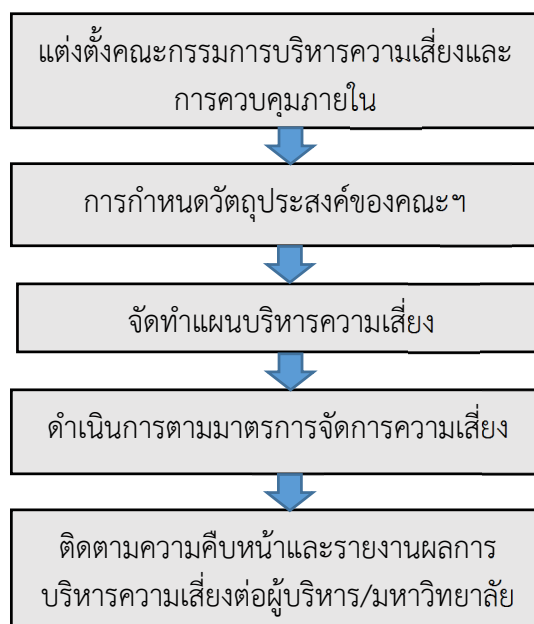 แต่งตั้งคณะกรรมการบริหารความเสี่ยงและ
การควบคุมภายใน
การกำหนดวัตถุประสงค์ของคณะฯ
จัดทำแผนบริหารความเสี่ยง
ดำเนินการตามมาตรการจัดการความเสี่ยง
ติดตามความคืบหน้าและรายงานผลการ
บริหารความเสี่ยงต่อผู้บริหาร/มหาวิทยาลัย